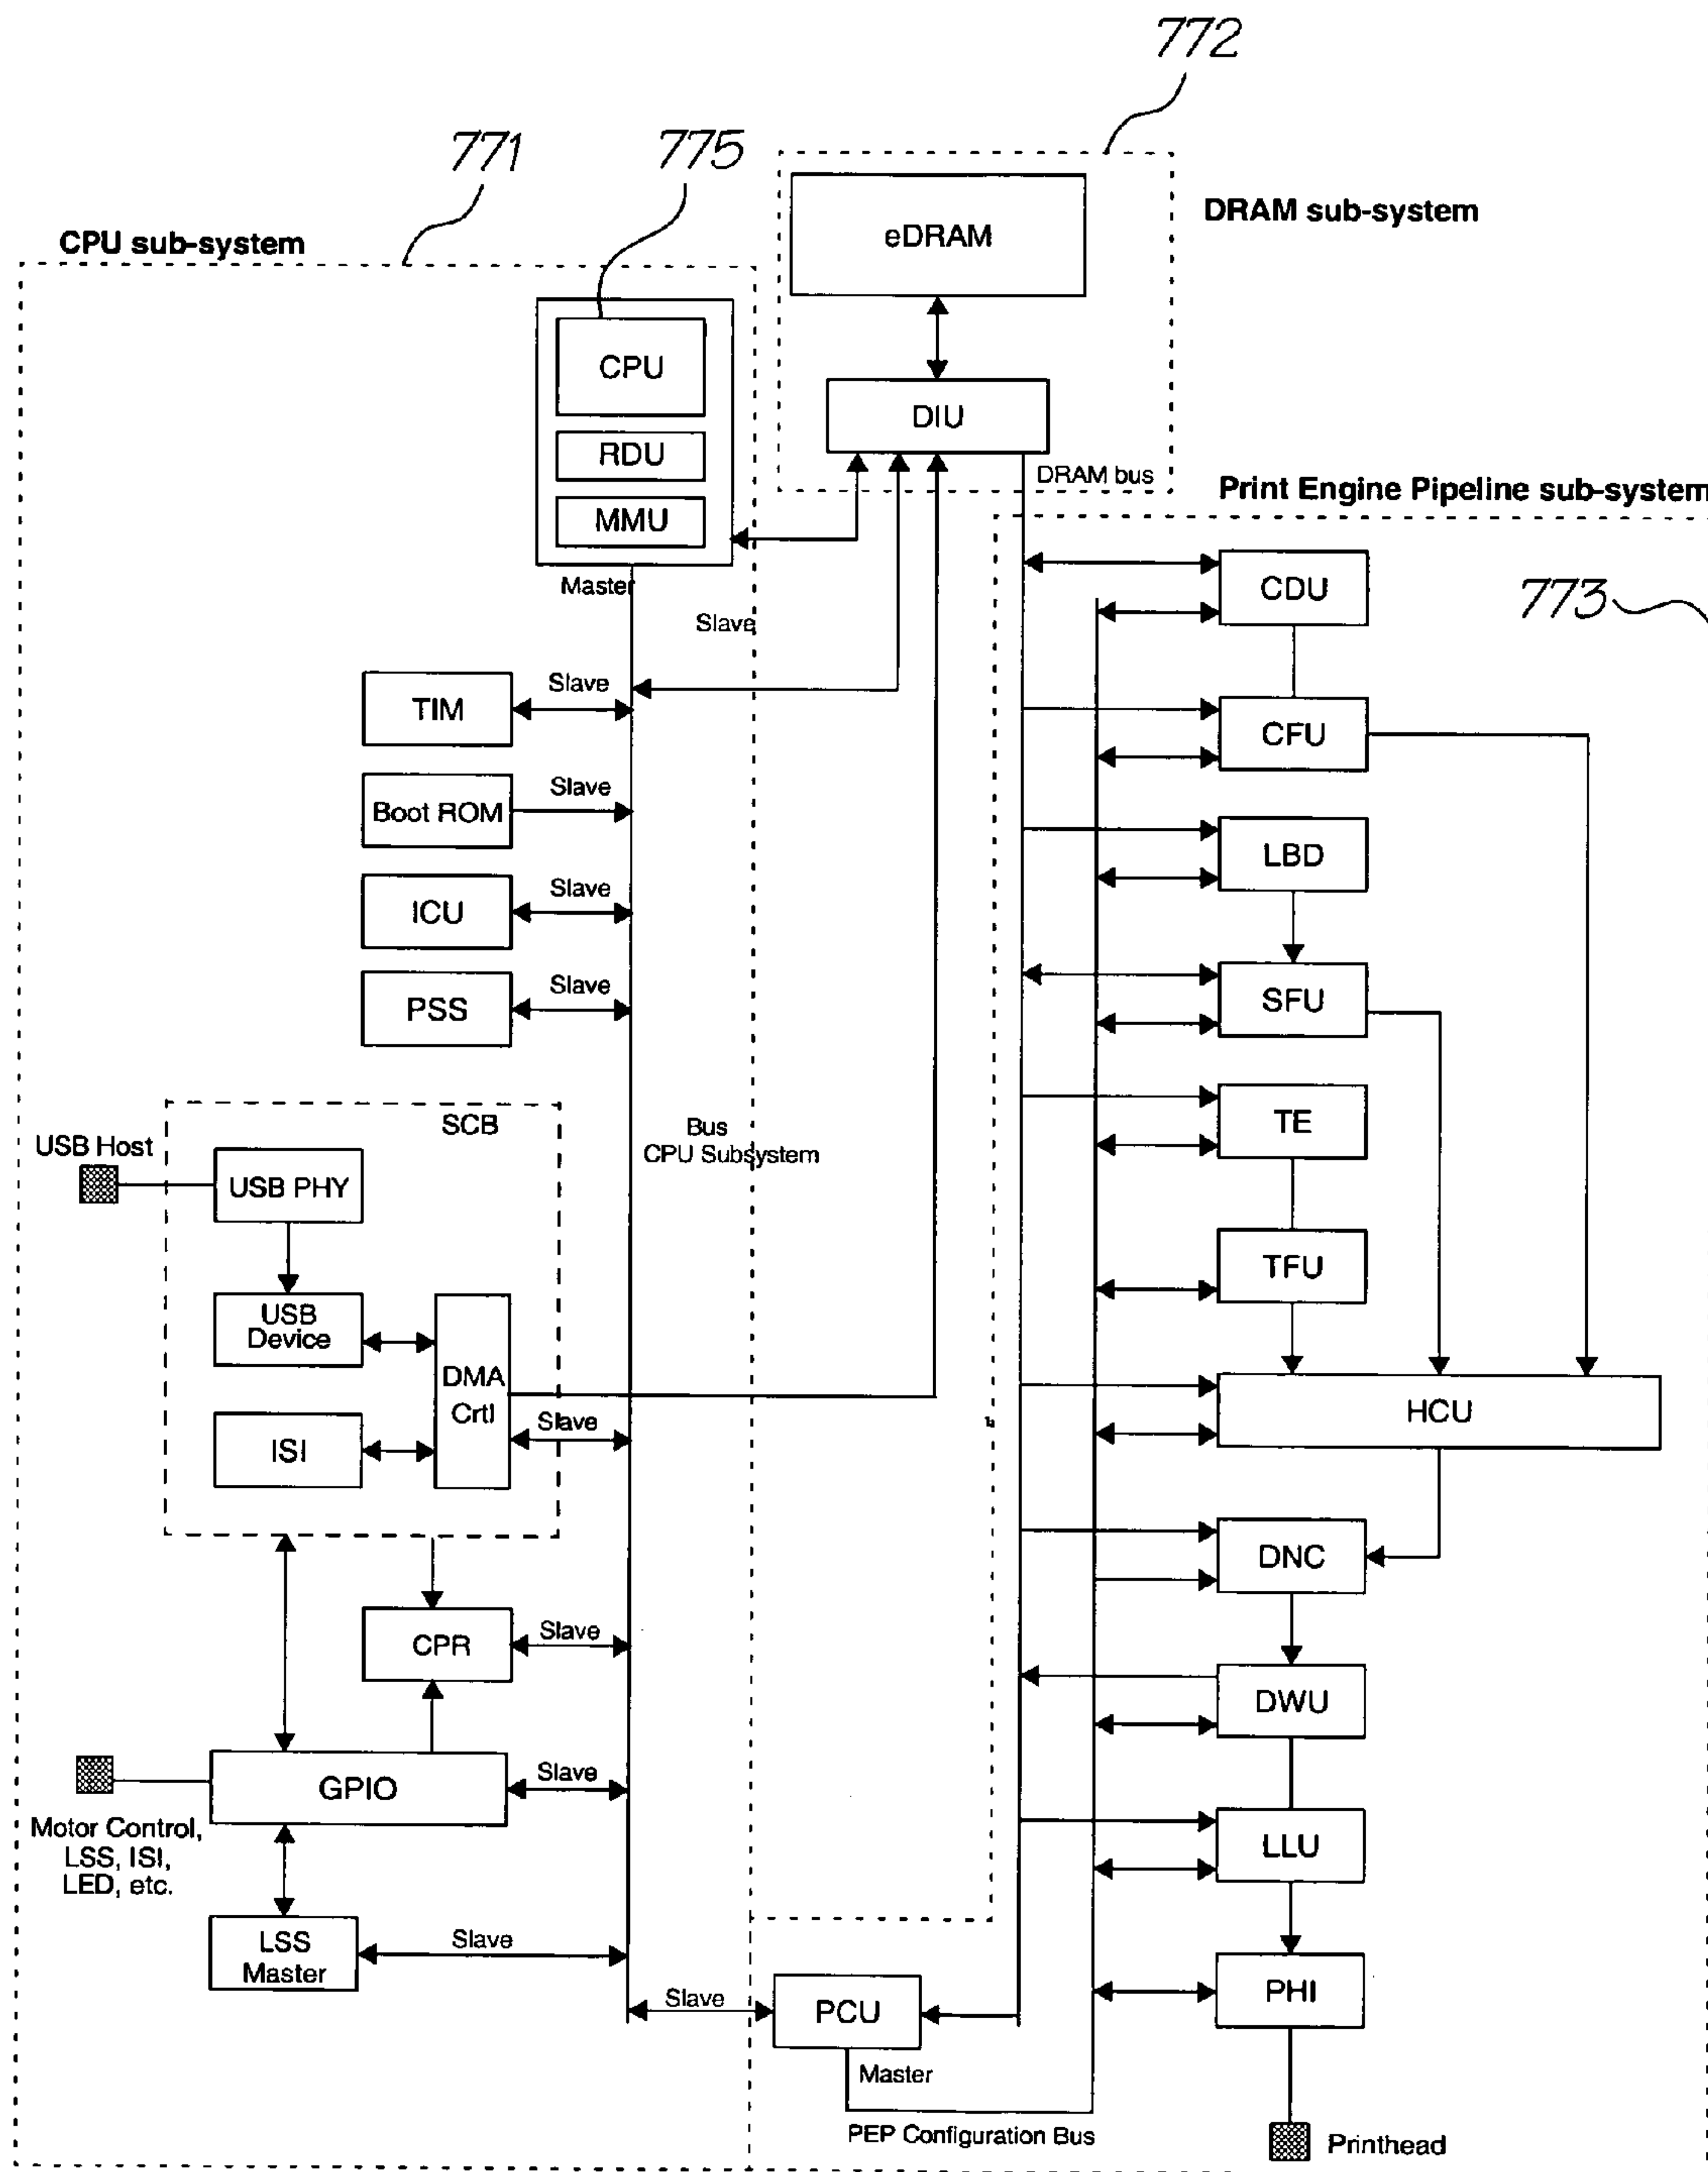 772
771
775
DRAM sub-system
CPU sub-system
eDRAM
CPU
DIU
RDU
DRAM bus
Print Engine Pipeline sub-system
MMU
Master
CDU
773
Slave
TIM
Slave
CFU
Boot ROM
Slave
LBD
ICU
Slave
PSS
Slave
SFU
SCB
TE
USB Host
USB PHY
Bus
CPU Subsystem
TFU
USB
Device
DMA
Crtl
HCU
ISI
Slave
DNC
CPR
Slave
DWU
GPIO
Slave
Motor Control,
LSS, ISI,
LED, etc.
LLU
LSS
Master
Slave
PHI
Slave
PCU
Master
PEP Configuration Bus
Printhead